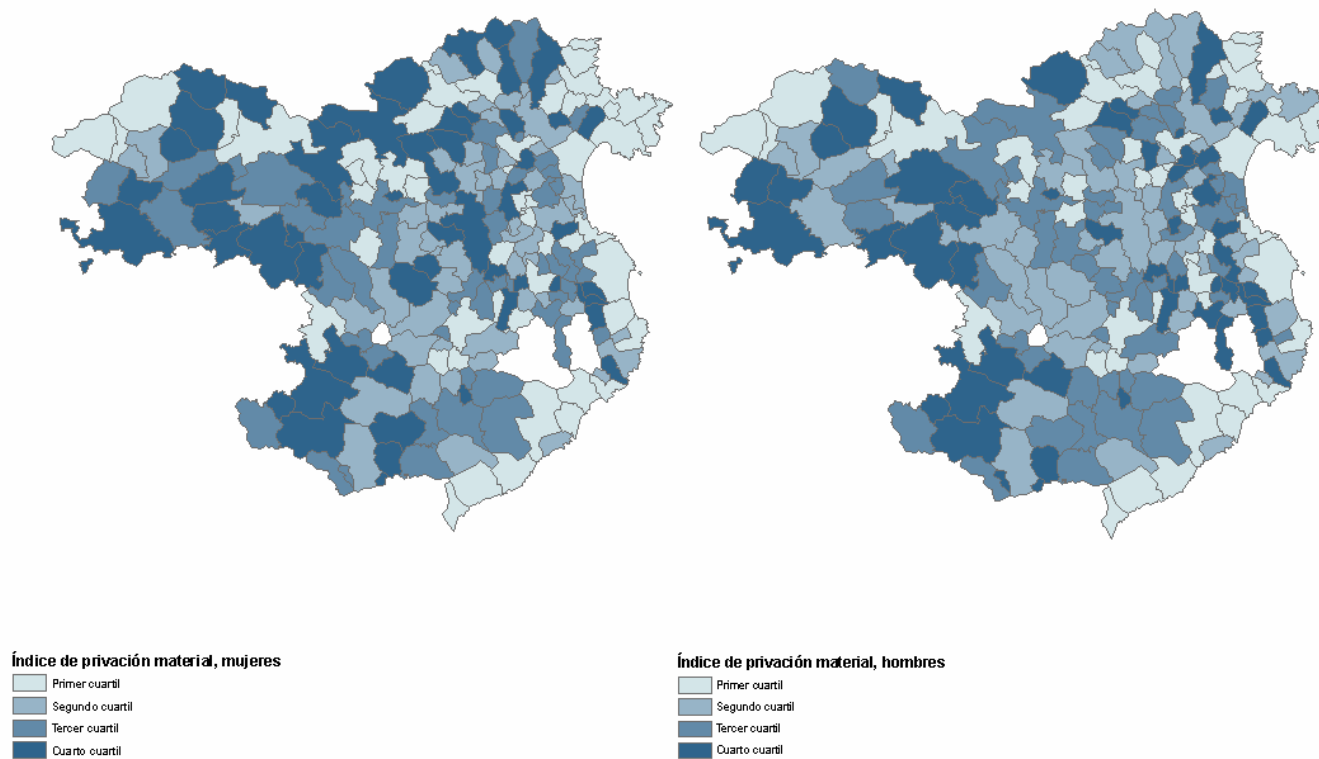 Índice de privación material, mujeres
Primer cuartil
Segundo cuartil
Tercer cuartil
Cuarto cuartil
Índice de privación material, hombres
Primer cuartil
Segundo cuartil
Tercer cuartil
Cuarto cuartil